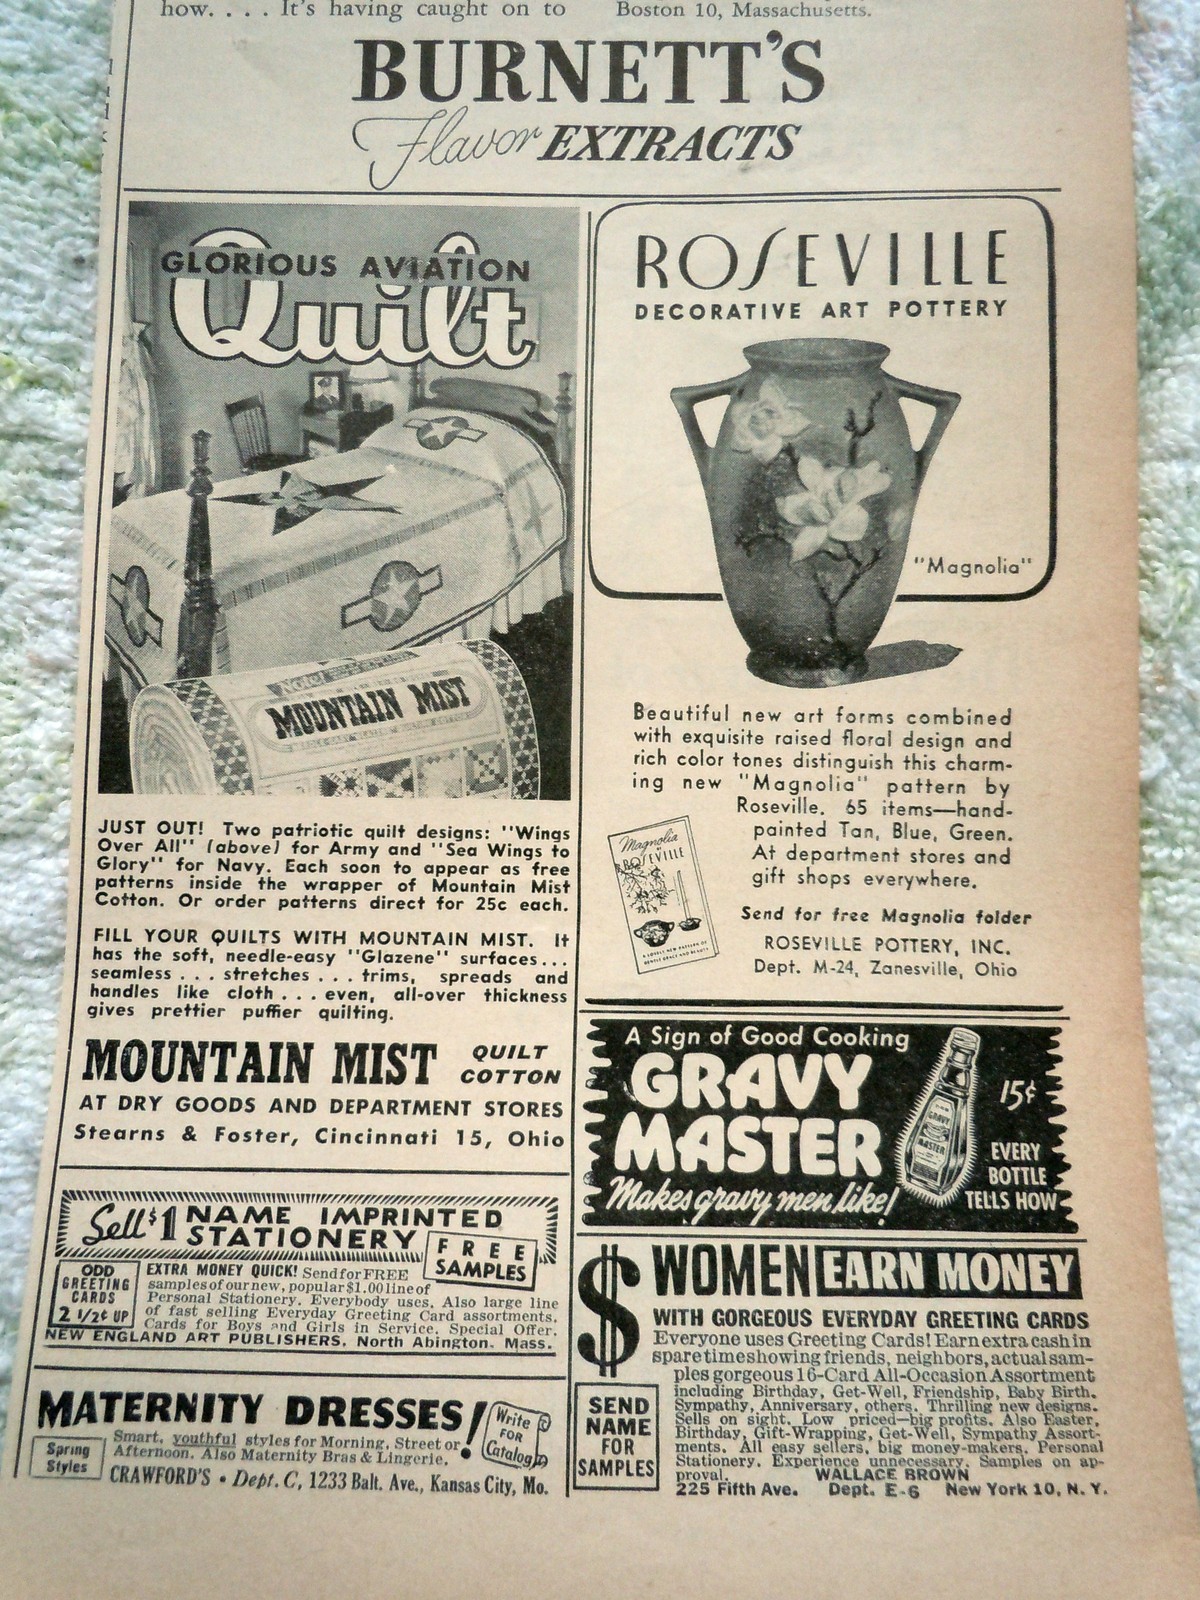 how. . . . It's having caught on to
Boston 10, Massachusetts.
BURNETT'S
Flavor EXTRACTS
GLORIOUS AVIATION
Quilt
MOUNTAIN MIST
JUST OUT! Two patriotic quilt designs: "Wings
Over All" (above) for Army and "Sea Wings to
Glory" for Navy. Each soon to appear as free
patterns inside the wrapper of Mountain Mist
Cotton. Or order patterns direct for 25c each.
FILL YOUR QUILTS WITH MOUNTAIN MIST. It
has the soft, needle-easy "Glazene" surfaces...
seamless . . . stretches . . . trims, spreads and
handles like cloth . . . even, all-over thickness
gives prettier puffier quilting.
MOUNTAIN MIST QUILT COTTON
AT DRY GOODS AND DEPARTMENT STORES
Stearns & Foster, Cincinnati 15, Ohio
Sell $1 NAME IMPRINTED
STATIONERY
FREE
SAMPLES
ODD
GREETING
CARDS
2 1/2¢ UP
EXTRA MONEY QUICK! Send for FREE
samples of our new, popular $1.00 line of
Personal Stationery. Everybody uses. Also large line
of fast selling Everyday Greeting Card assortments.
Cards for Boys and Girls in Service. Special Offer.
NEW ENGLAND ART PUBLISHERS, North Abington, Mass.
MATERNITY DRESSES!
Write
FOR
Catalog
Spring
Styles
Smart, youthful styles for Morning, Street or
Afternoon. Also Maternity Bras & Lingerie.
CRAWFORD'S • Dept. C, 1233 Balt. Ave., Kansas City, Mo.
ROSEVILLE
DECORATIVE ART POTTERY
"Magnolia"
Beautiful new art forms combined
with exquisite raised floral design and
rich color tones distinguish this charm-
ing new "Magnolia" pattern by
Roseville. 65 items—hand-
painted Tan, Blue, Green.
At department stores and
gift shops everywhere.
Magnolia
BY
ROSEVILLE
A LOVELY NEW PATTERN OF
GENTLE GRACE AND BEAUTY
Send for free Magnolia folder
ROSEVILLE POTTERY, INC.
Dept. M-24, Zanesville, Ohio
A Sign of Good Cooking
GRAVY
MASTER
Makes gravy men like!
GRAVY
MASTER
15¢
EVERY
BOTTLE
TELLS HOW
$ WOMEN EARN MONEY
WITH GORGEOUS EVERYDAY GREETING CARDS
Everyone uses Greeting Cards! Earn extra cash in
spare time showing friends, neighbors, actual sam-
ples gorgeous 16-Card All-Occasion Assortment
including Birthday, Get-Well, Friendship, Baby Birth,
Sympathy, Anniversary, others. Thrilling new designs.
Sells on sight. Low priced—big profits. Also Easter,
Birthday, Gift-Wrapping, Get-Well, Sympathy Assort-
ments. All easy sellers, big money-makers. Personal
Stationery. Experience unnecessary. Samples on ap-
proval. WALLACE BROWN
225 Fifth Ave. Dept. E-6 New York 10, N. Y.
SEND
NAME
FOR
SAMPLES